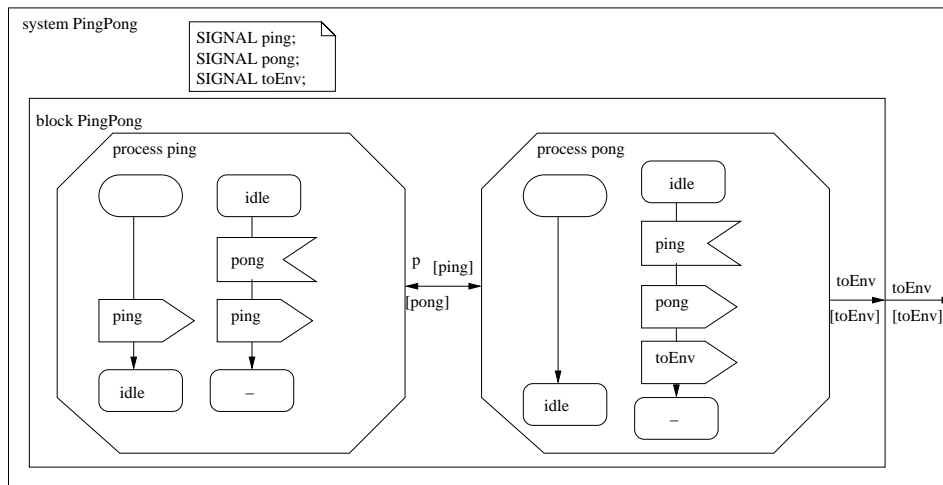 system PingPong
SIGNAL ping;
SIGNAL pong;
SIGNAL toEnv;
block PingPong
process ping
idle
pong
ping
ping
idle
–
p
[ping]
[pong]
process pong
idle
ping
pong
toEnv
idle
–
toEnv
[toEnv]
toEnv
[toEnv]